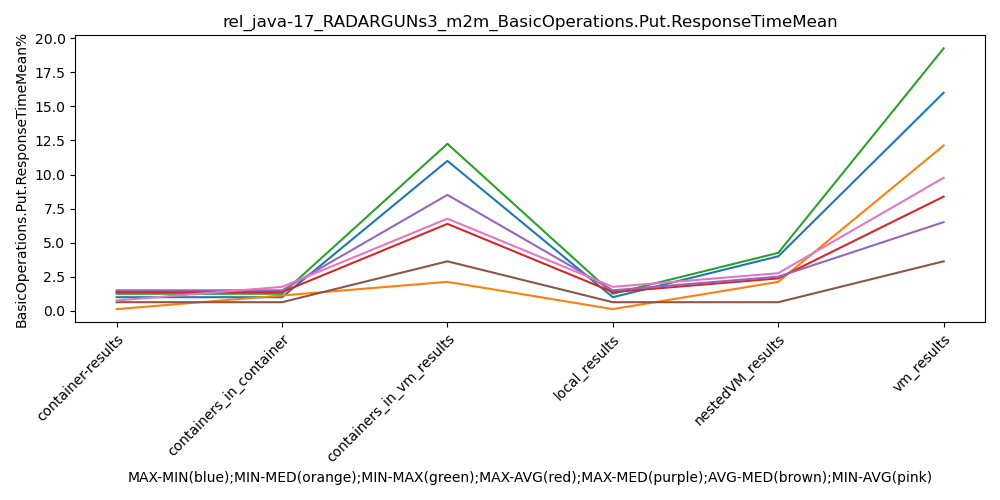 rel_java-17_RADARGUNs3_m2m_BasicOperations.Put.ResponseTimeMean
BasicOperations.Put.ResponseTimeMean%
20.0
17.5
15.0
12.5
10.0
7.5
5.0
2.5
0.0
container-results
containers_in_container
containers_in_vm_results
local_results
nestedVM_results
vm_results
MAX-MIN(blue);MIN-MED(orange);MIN-MAX(green);MAX-AVG(red);MAX-MED(purple);AVG-MED(brown);MIN-AVG(pink)